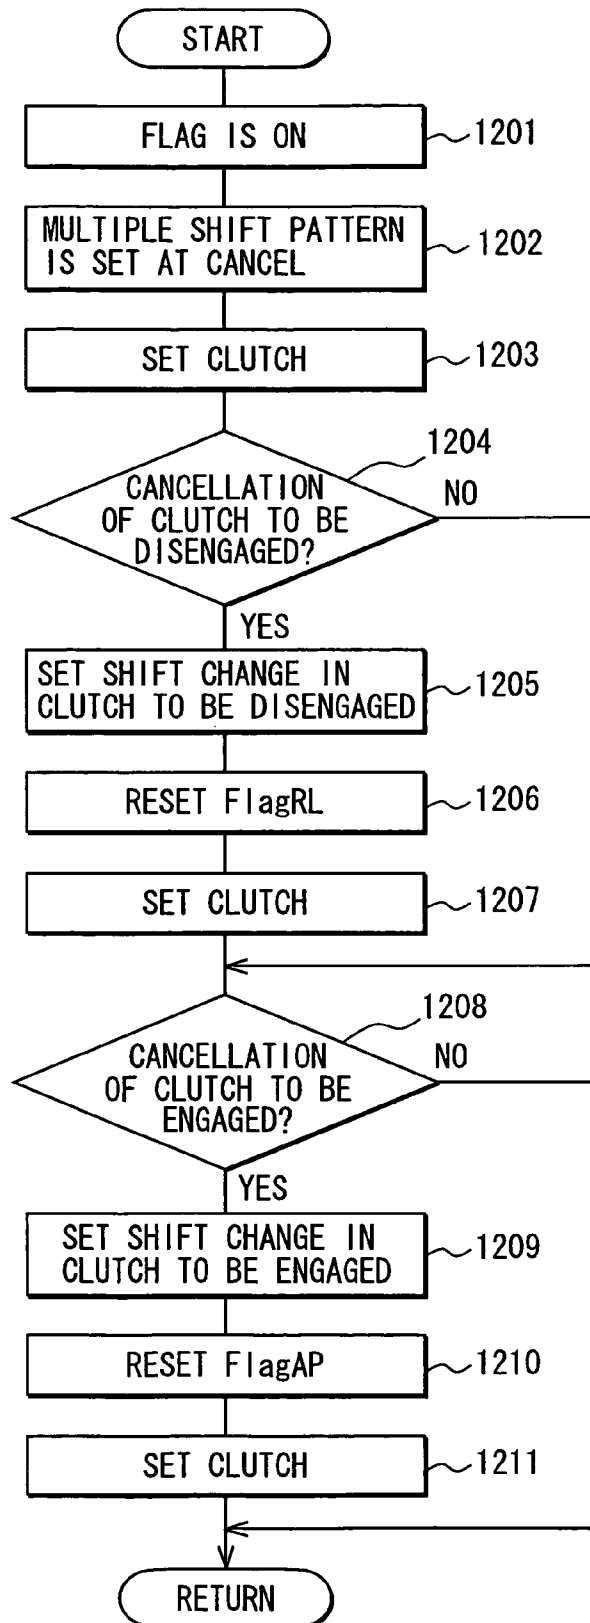 START
FLAG IS ON
1201
MULTIPLE SHIFT PATTERN
IS SET AT CANCEL
1202
SET CLUTCH
1203
1204
CANCELLATION
OF CLUTCH TO BE
DISENGAGED?
NO
YES
SET SHIFT CHANGE IN
CLUTCH TO BE DISENGAGED
1205
RESET FlagRL
1206
SET CLUTCH
1207
1208
CANCELLATION
OF CLUTCH TO BE
ENGAGED?
NO
YES
SET SHIFT CHANGE IN
CLUTCH TO BE ENGAGED
1209
RESET FlagAP
1210
SET CLUTCH
1211
RETURN